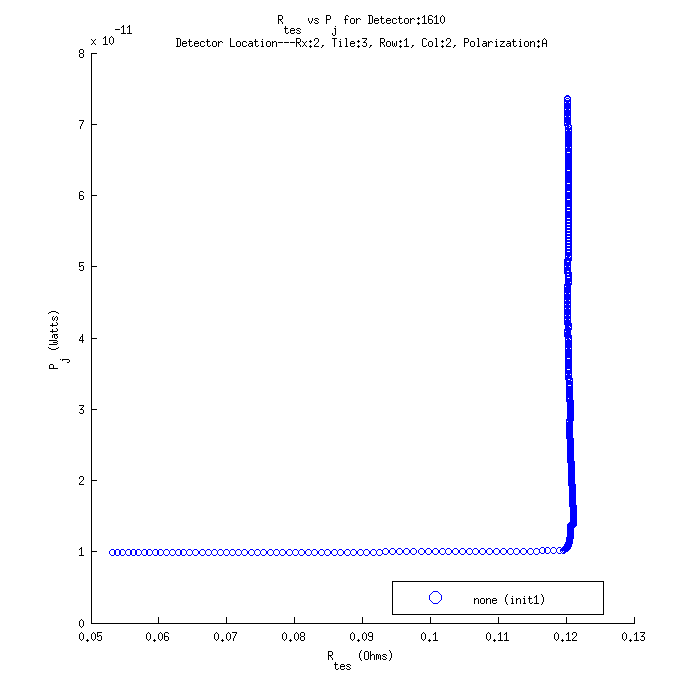 R_tes vs P_j for Detector:1610
Detector Location---Rx:2, Tile:3, Row:1, Col:2, Polarization:A
x 10^-11
8
7
6
5
4
3
2
1
0
P_j (Watts)
none (init1)
0.05 0.06 0.07 0.08 0.09 0.1 0.11 0.12 0.13
R_tes (Ohms)